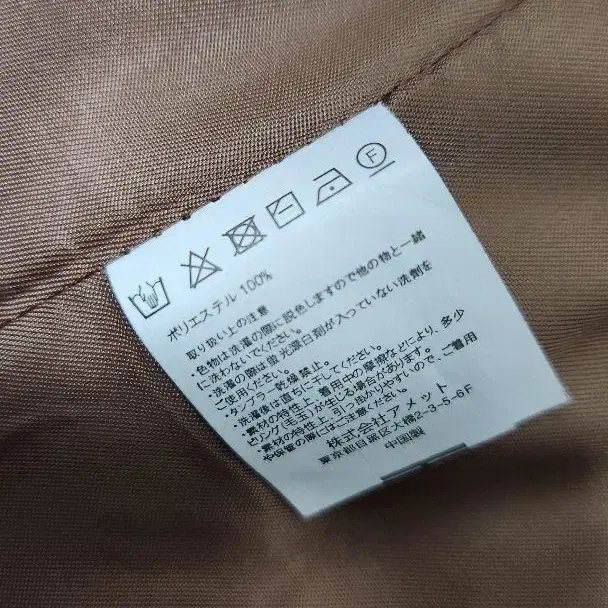 F
ポリエステル 100%
取り扱い上の注意
・色物は洗濯の際に脱色しますので他の物と一緒
に洗わないでください。
・洗濯の際は蛍光漂白剤が入っていない洗剤を
ご使用ください。
・タンブラー乾燥禁止。
・洗濯後は直ちに干してください。
・素材の特性上、着用中の摩擦などにより、多少
ピリング(毛玉)が生じる場合があります。
・素材の特性上、引っ掛かりやすいので、ご着用
や保管の際にはご注意ください。
株式会社アメット
東京都目黒区大橋2-3-5-6F
中国製